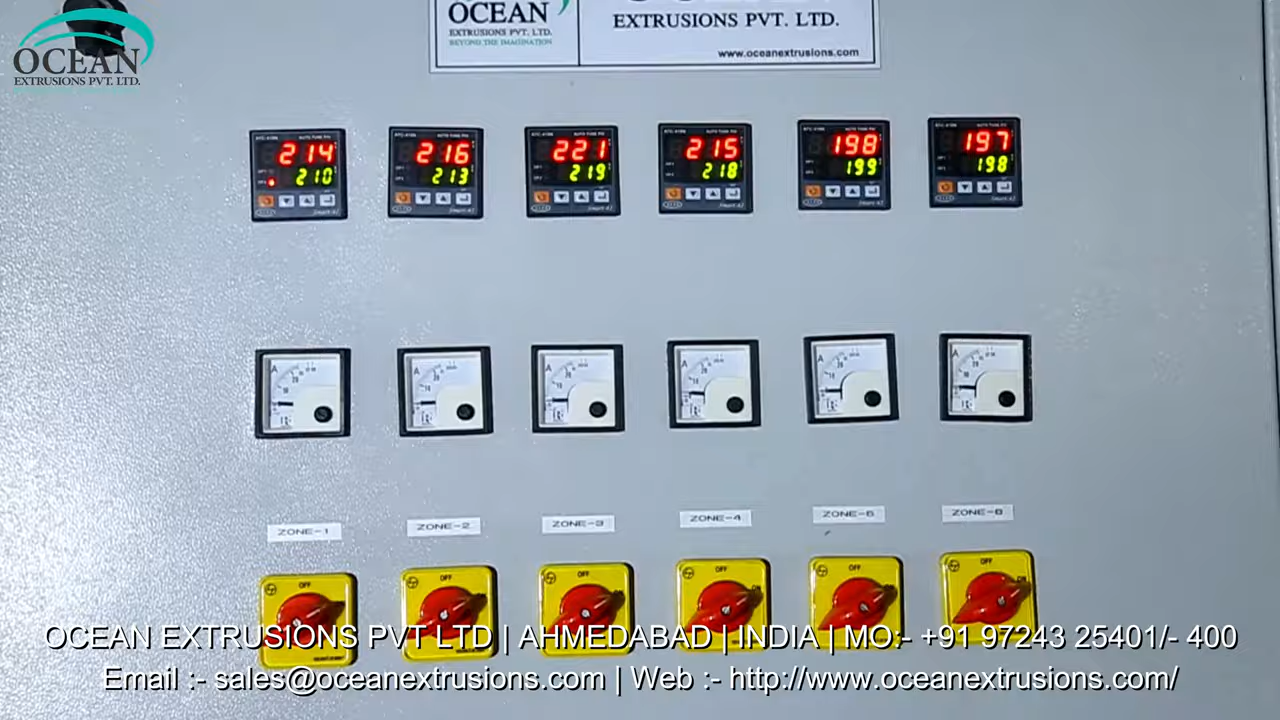 OCEAN
EXTRUSIONS PVT. LTD.
OCEAN
EXTRUSIONS PVT. LTD.
BEYOND THE IMAGINATION
EXTRUSIONS PVT. LTD.
www.oceanextrusions.com
214 216 221 215 198 197
210 213 219 218 199 198
A A A A A A
ZONE-1 ZONE-2 ZONE-3 ZONE-4 ZONE-5 ZONE-6
OFF OFF OFF OFF OFF OFF
OCEAN EXTRUSIONS PVT LTD | AHMEDABAD | INDIA | MO:- +91 97243 25401/- 400
Email :- sales@oceanextrusions.com | Web :- http://www.oceanextrusions.com/